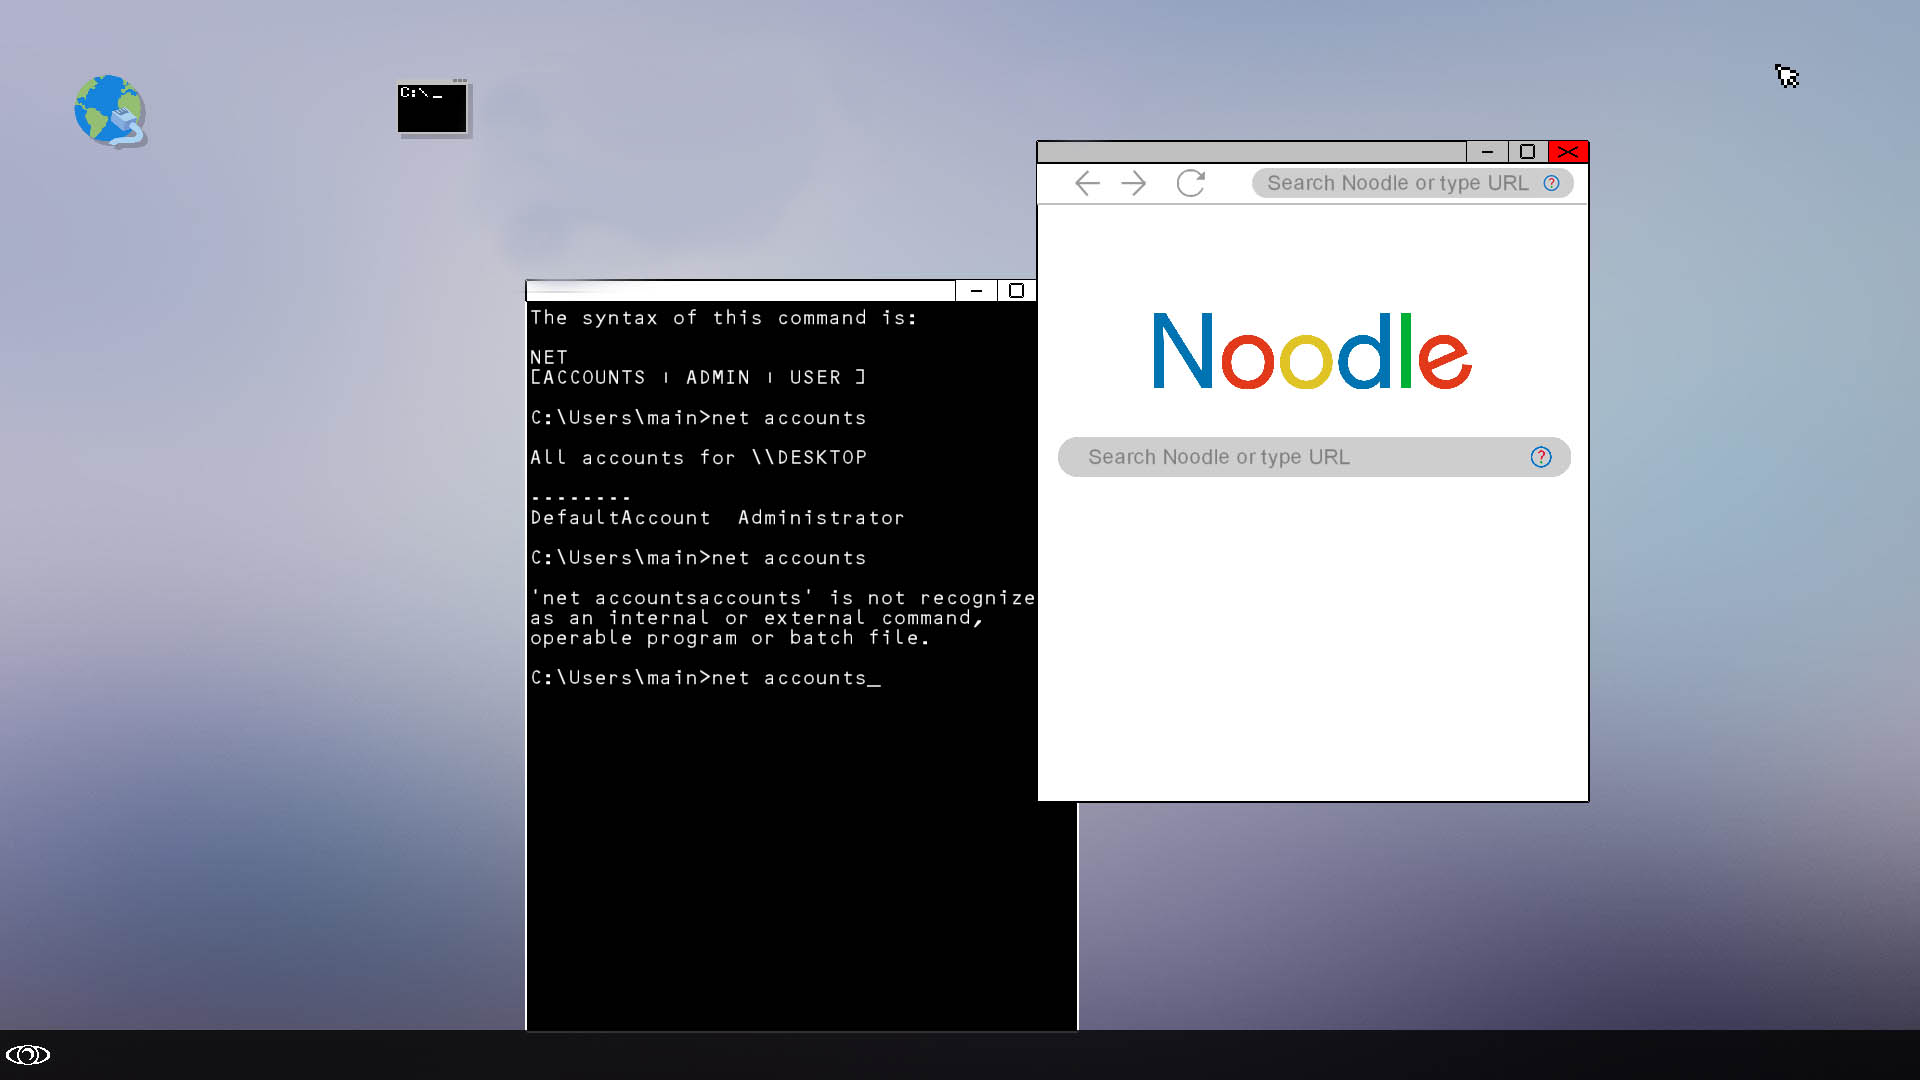 C:\_
The syntax of this command is:
NET
[ACCOUNTS | ADMIN | USER ]
C:\Users\main>net accounts
All accounts for \\DESKTOP
--------
DefaultAccount  Administrator
C:\Users\main>net accounts
'net accountsaccounts' is not recognize
as an internal or external command,
operable program or batch file.
C:\Users\main>net accounts_
Search Noodle or type URL ?
Noodle
Search Noodle or type URL ?